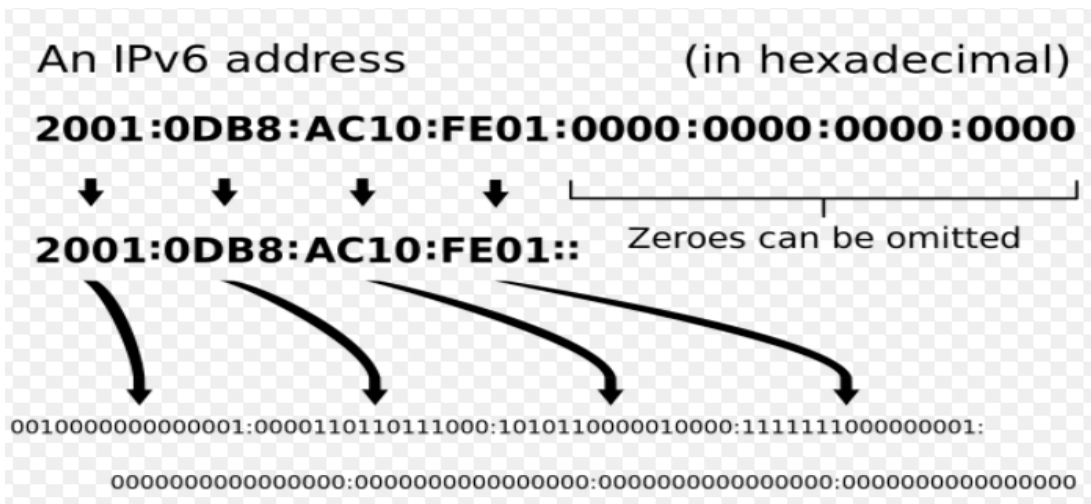 An IPv6 address (in hexadecimal)
2001:0DB8:AC10:FE01:0000:0000:0000:0000
2001:0DB8:AC10:FE01:: Zeroes can be omitted
0010000000000001:0000110110111000:1010110000010000:1111111000000001:
0000000000000000:0000000000000000:0000000000000000:0000000000000000